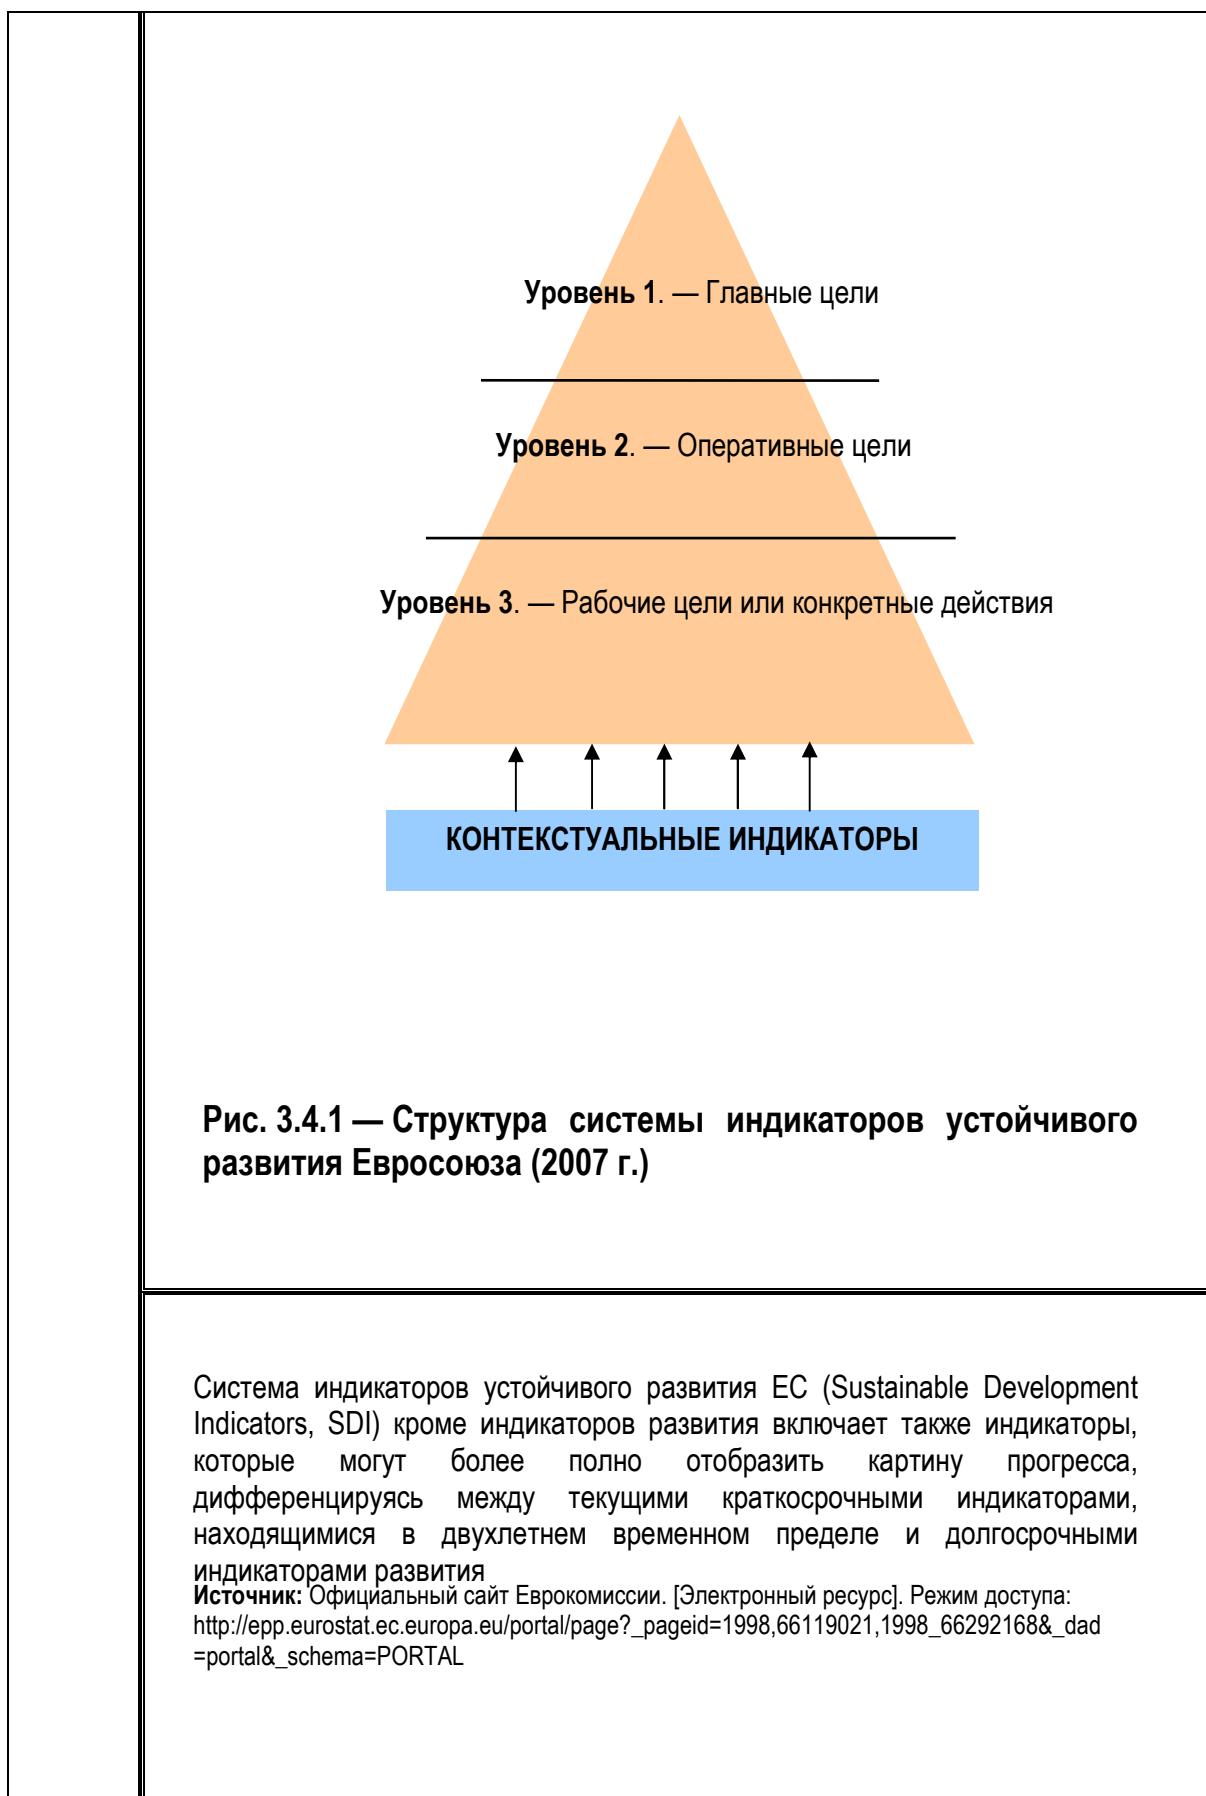 Уровень 1. — Главные цели
Уровень 2. — Оперативные цели
Уровень 3. — Рабочие цели или конкретные действия
КОНТЕКСТУАЛЬНЫЕ ИНДИКАТОРЫ
Рис. 3.4.1 — Структура системы индикаторов устойчивого
развития Евросоюза (2007 г.)
Система индикаторов устойчивого развития ЕС (Sustainable Development
Indicators, SDI) кроме индикаторов развития включает также индикаторы,
которые могут более полно отобразить картину прогресса,
дифференцируясь между текущими краткосрочными индикаторами,
находящимися в двухлетнем временном пределе и долгосрочными
индикаторами развития
Источник: Официальный сайт Еврокомиссии. [Электронный ресурс]. Режим доступа:
http://epp.eurostat.ec.europa.eu/portal/page?_pageid=1998,66119021,1998_66292168&_dad
=portal&_schema=PORTAL